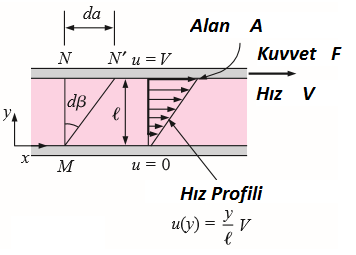 da
Alan A
N N′ u = V
Kuvvet F
dβ
ℓ
Hız V
y
x
M
u = 0
Hız Profili
u(y) = y/ℓ V